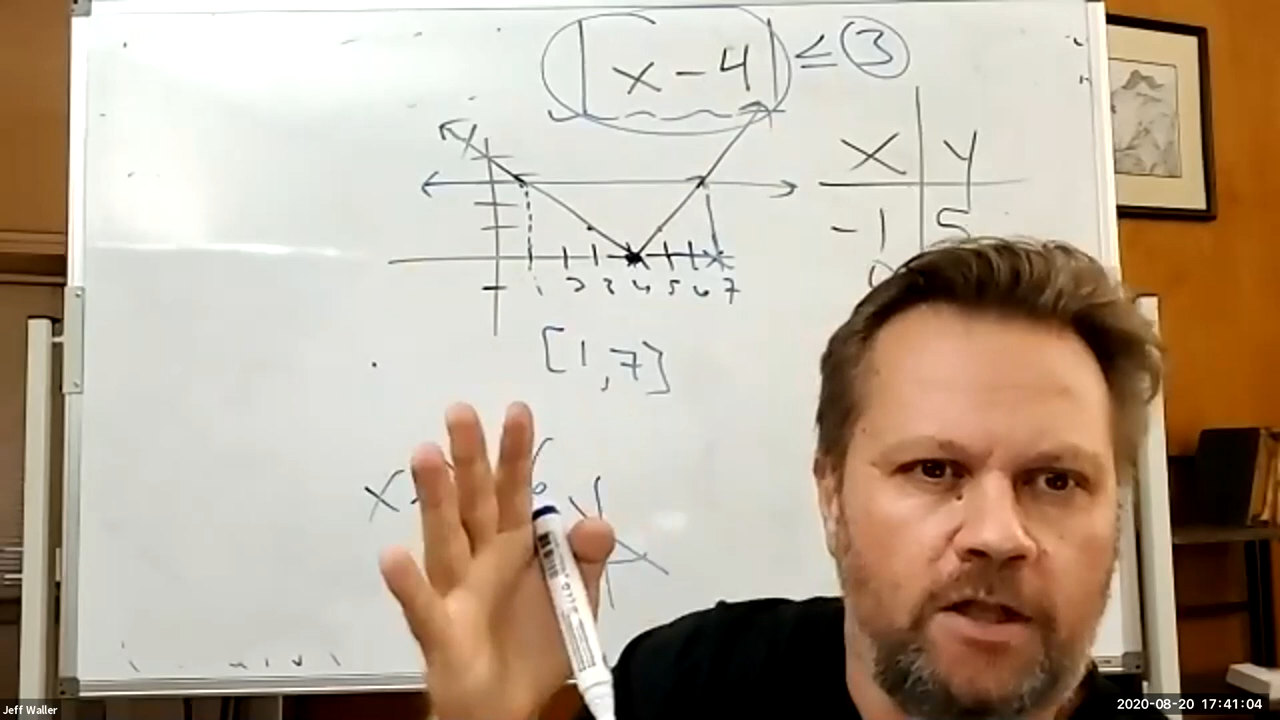 |x-4| ≤ 3
x y
-1 5
1 2 3 4 5 6 7
[1,7]
x
Jeff Waller
2020-08-20 17:41:04